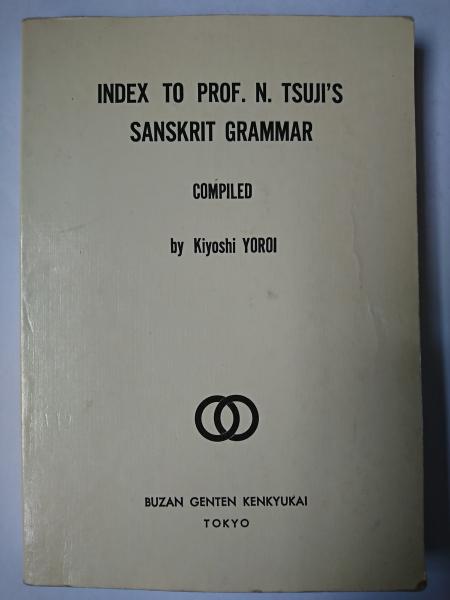 INDEX TO PROF. N. TSUJI'S
SANSKRIT GRAMMAR
COMPILED
by Kiyoshi YOROI
BUZAN GENTEN KENKYUKAI
TOKYO